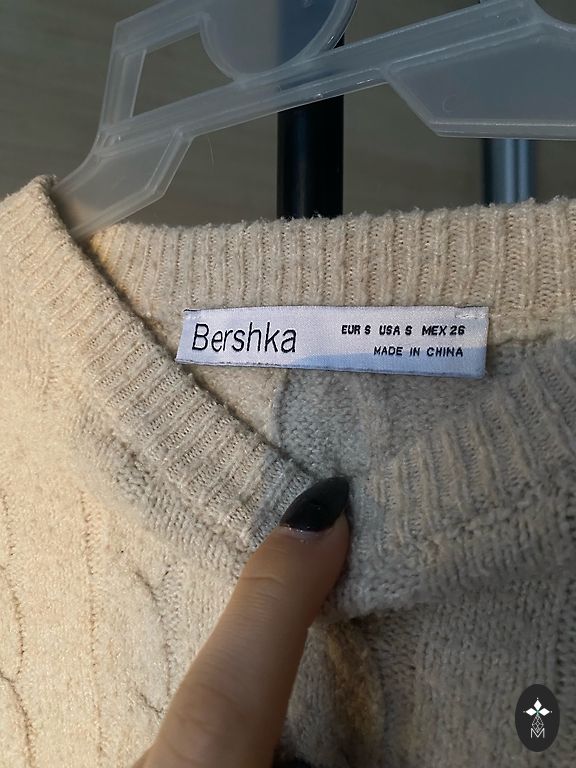 Bershka
EUR S USA S MEX 26
MADE IN CHINA
M